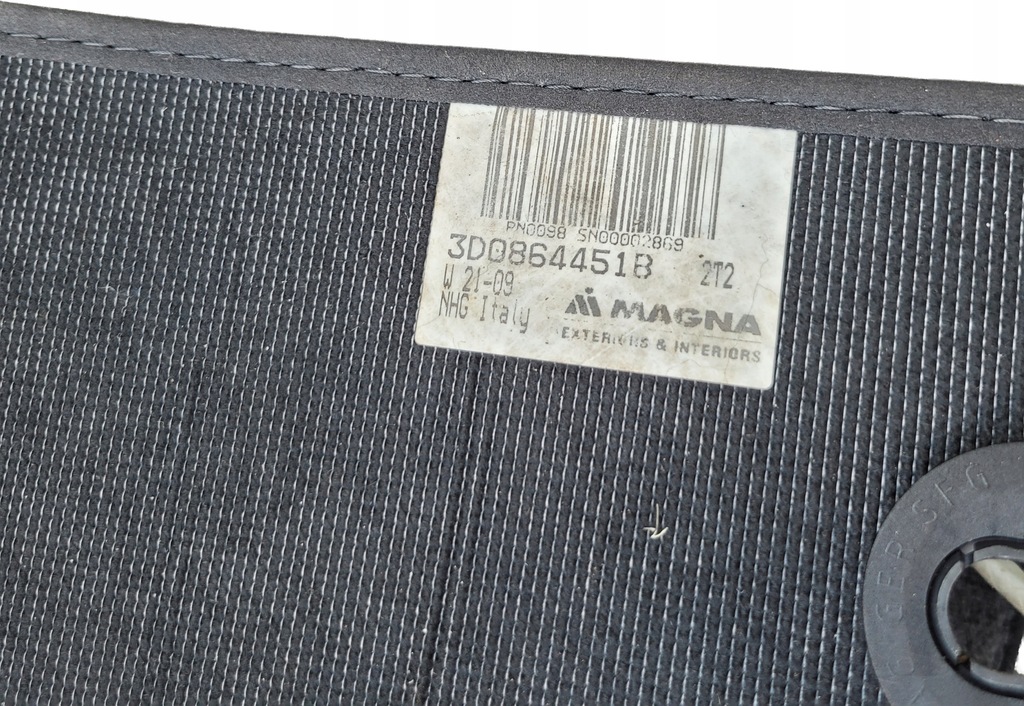 PN0098 SN00002869
3D0864451B 2T2
W 21-09
NHG Italy
MAGNA
EXTERIORS & INTERIORS